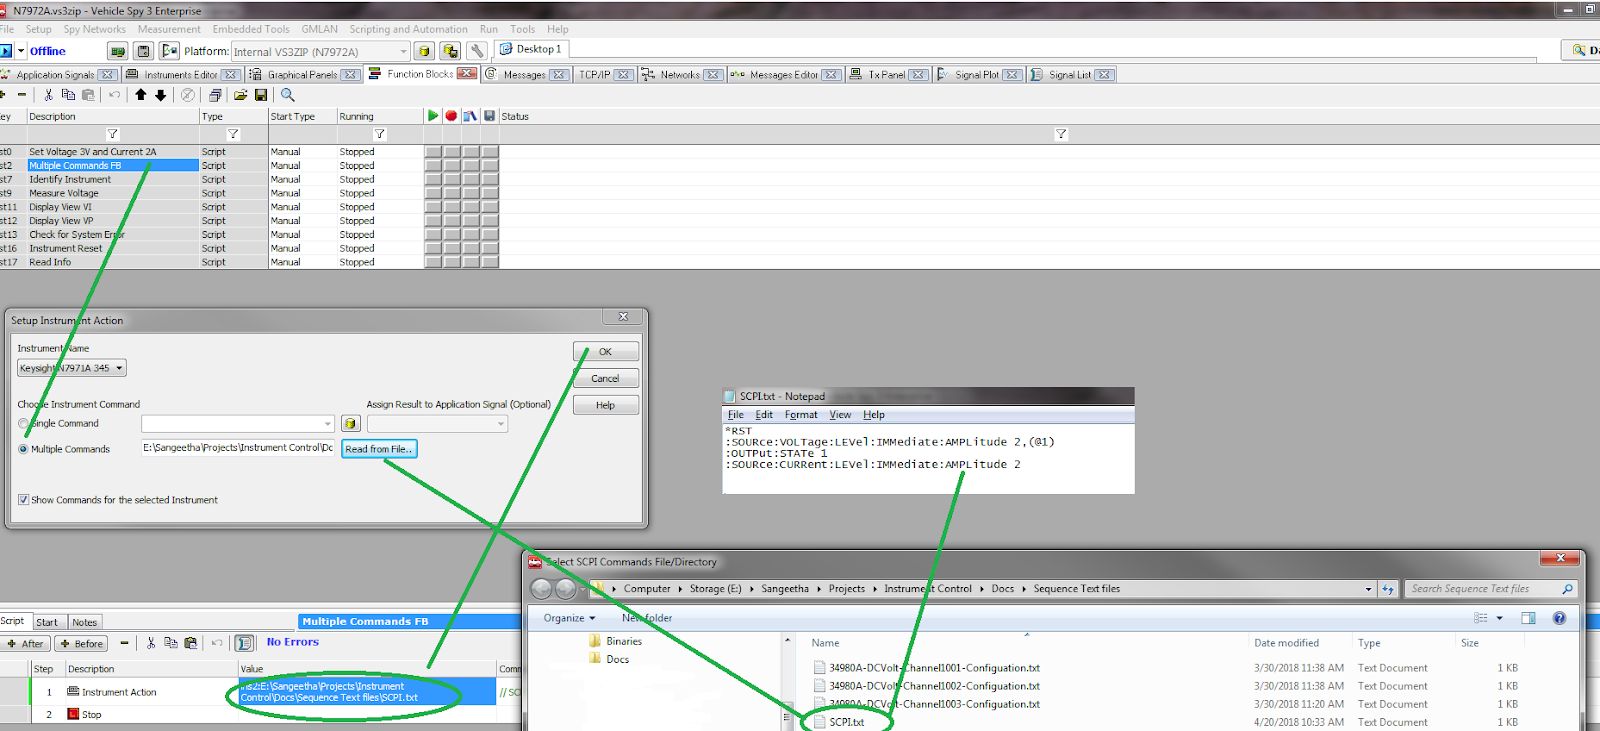 N7972A.vs3zip - Vehicle Spy 3 Enterprise
File Setup Spy Networks Measurement Embedded Tools GMLAN Scripting and Automation Run Tools Help
Offline Platform: Internal VS3ZIP (N7972A) Desktop 1 Da
Application Signals Instruments Editor Graphical Panels Function Blocks Messages TCP/IP Networks Messages Editor Tx Panel Signal Plot Signal List
ey Description Type Start Type Running Status
st0 Set Voltage 3V and Current 2A Script Manual Stopped
st2 Multiple Commands FB Script Manual Stopped
st7 Identify Instrument Script Manual Stopped
st9 Measure Voltage Script Manual Stopped
st11 Display View VI Script Manual Stopped
st12 Display View VP Script Manual Stopped
st13 Check for System Error Script Manual Stopped
st16 Instrument Reset Script Manual Stopped
st17 Read Info Script Manual Stopped
Setup Instrument Action
Instrument Name
Keysight N7971A 345
OK
Cancel
Help
Choose Instrument Command Assign Result to Application Signal (Optional)
Single Command
Multiple Commands E:\Sangeetha\Projects\Instrument Control\Dc Read from File..
Show Commands for the selected Instrument
SCPI.txt - Notepad
File Edit Format View Help
*RST
:SOURce:VOLTage:LEVel:IMMediate:AMPLitude 2,(@1)
:OUTPut:STATe 1
:SOURce:CURRent:LEVel:IMMediate:AMPLitude 2
Select SCPI Commands File/Directory
Computer Storage (E:) Sangeetha Projects Instrument Control Docs Sequence Text files Search Sequence Text files
Organize New folder
Binaries
Docs
Name Date modified Type Size
34980A-DCVolt-Channel1001-Configuation.txt 3/30/2018 11:38 AM Text Document 1 KB
34980A-DCVolt-Channel1002-Configuation.txt 3/30/2018 11:38 AM Text Document 1 KB
34980A-DCVolt-Channel1003-Configuation.txt 3/30/2018 11:20 AM Text Document 1 KB
SCPI.txt 4/20/2018 10:33 AM Text Document 1 KB
Script Start Notes Multiple Commands FB
After Before No Errors
Step Description Value Comm
1 Instrument Action ins2:E:\Sangeetha\Projects\Instrument // SC
Control\Docs\Sequence Text files\SCPI.txt
2 Stop